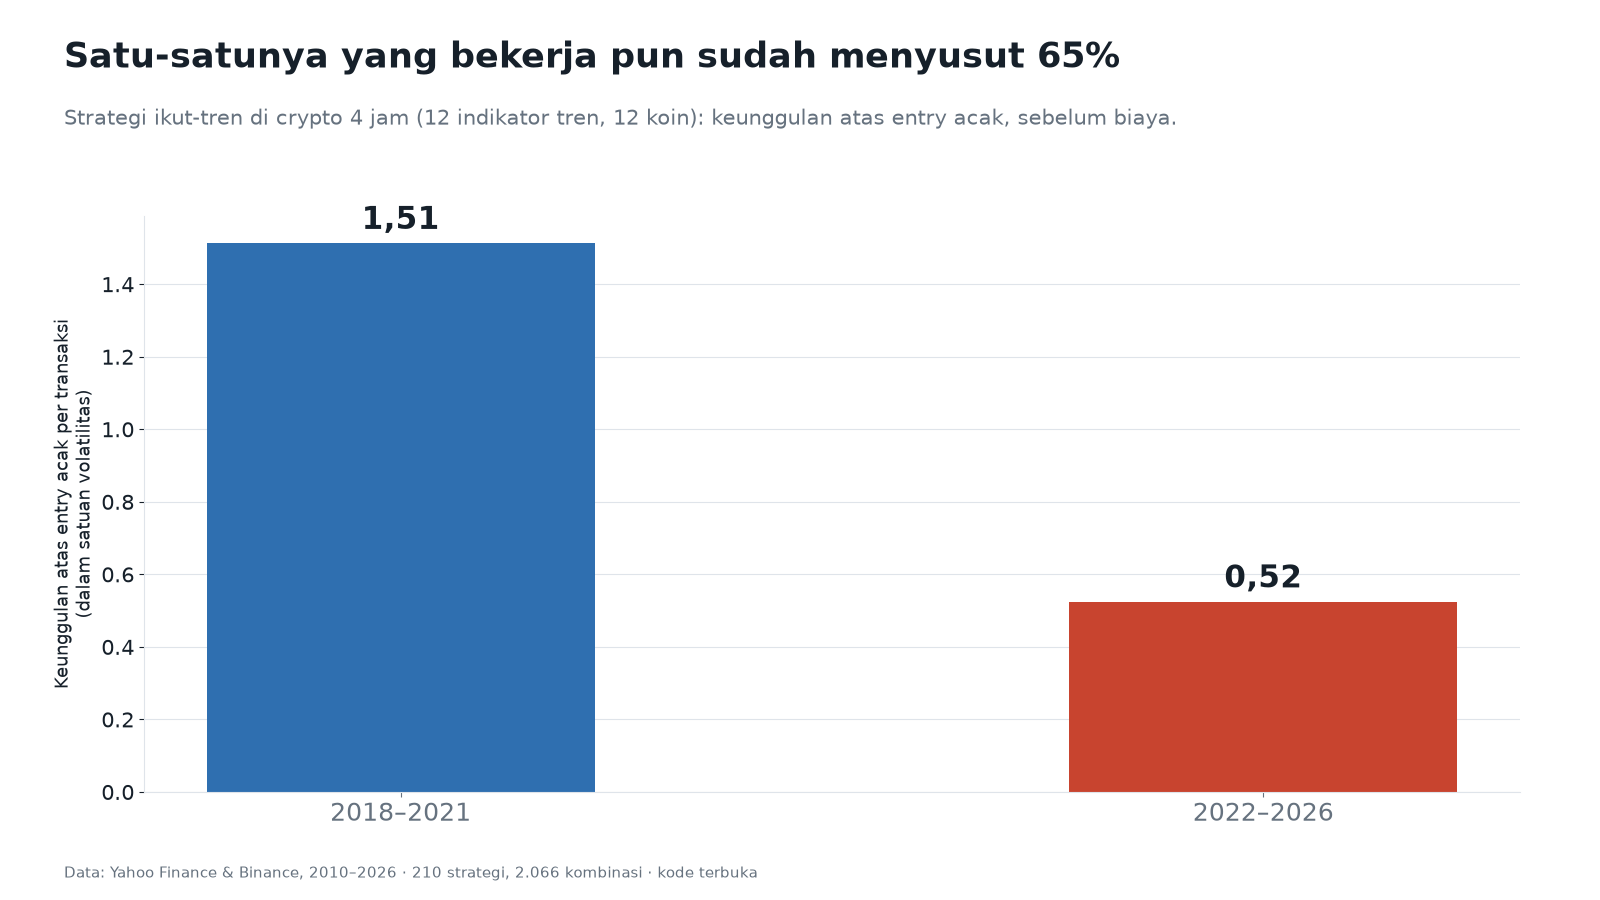 Satu-satunya yang bekerja pun sudah menyusut 65%
Strategi ikut-tren di crypto 4 jam (12 indikator tren, 12 koin): keunggulan atas entry acak, sebelum biaya.
Keunggulan atas entry acak per transaksi
(dalam satuan volatilitas)
1.4
1.2
1.0
0.8
0.6
0.4
0.2
0.0
1,51
0,52
2018–2021
2022–2026
Data: Yahoo Finance & Binance, 2010–2026 · 210 strategi, 2.066 kombinasi · kode terbuka